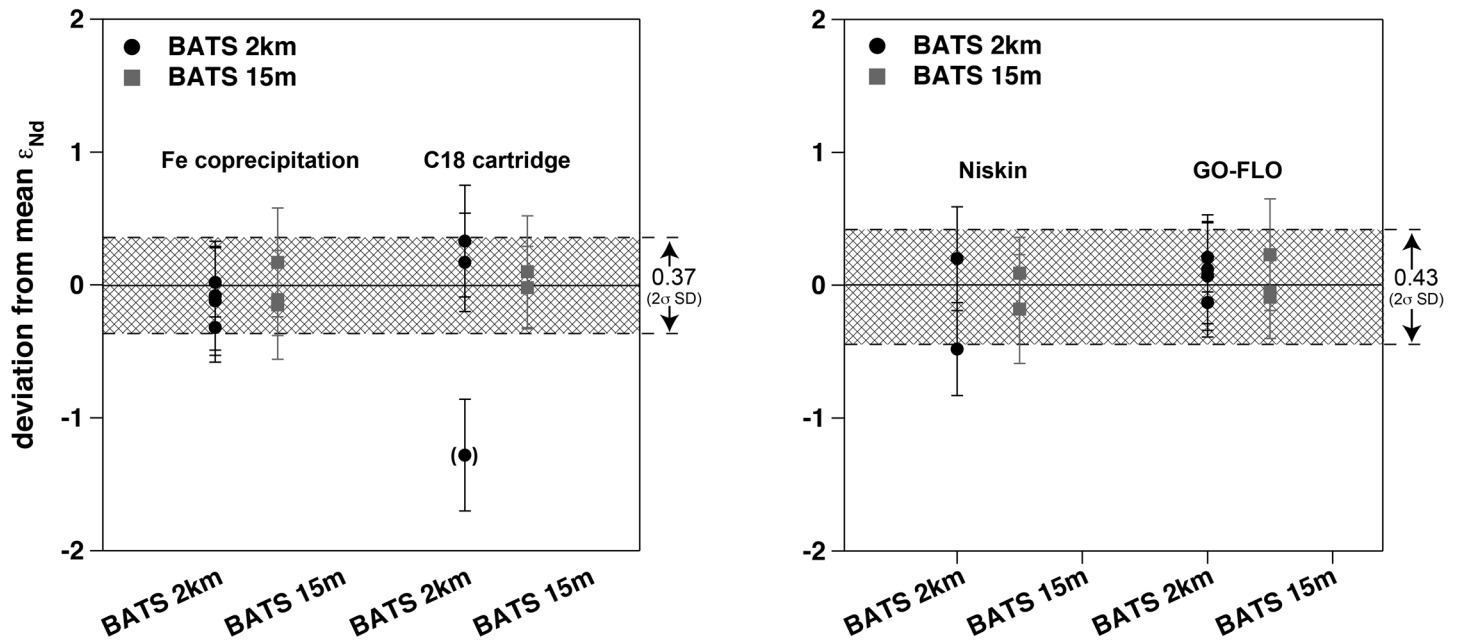 deviation from mean εNd
2
1
0
-1
-2
BATS 2km
BATS 15m
Fe coprecipitation
C18 cartridge
( )
0.37
(2σ SD)
BATS 2km
BATS 15m
BATS 2km
BATS 15m
2
1
0
-1
-2
BATS 2km
BATS 15m
Niskin
GO-FLO
0.43
(2σ SD)
BATS 2km
BATS 15m
BATS 2km
BATS 15m